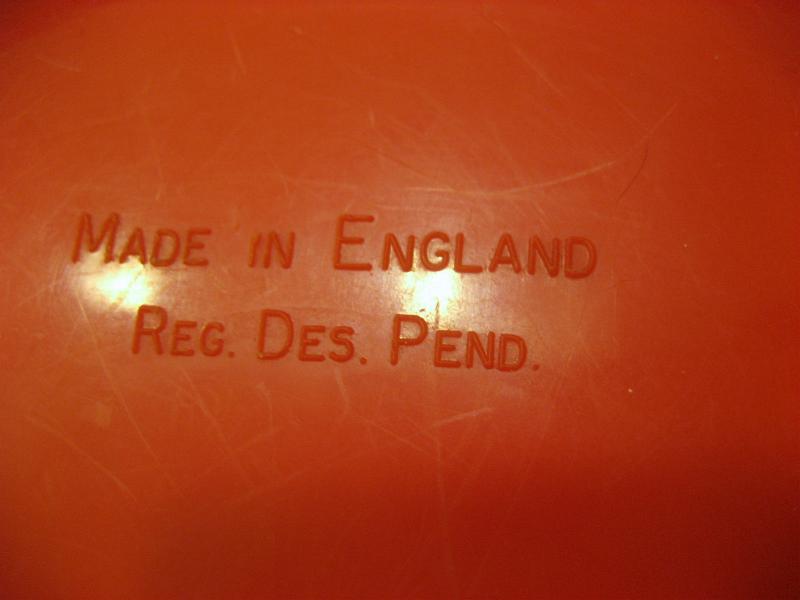 Made in England
Reg. Des. Pend.